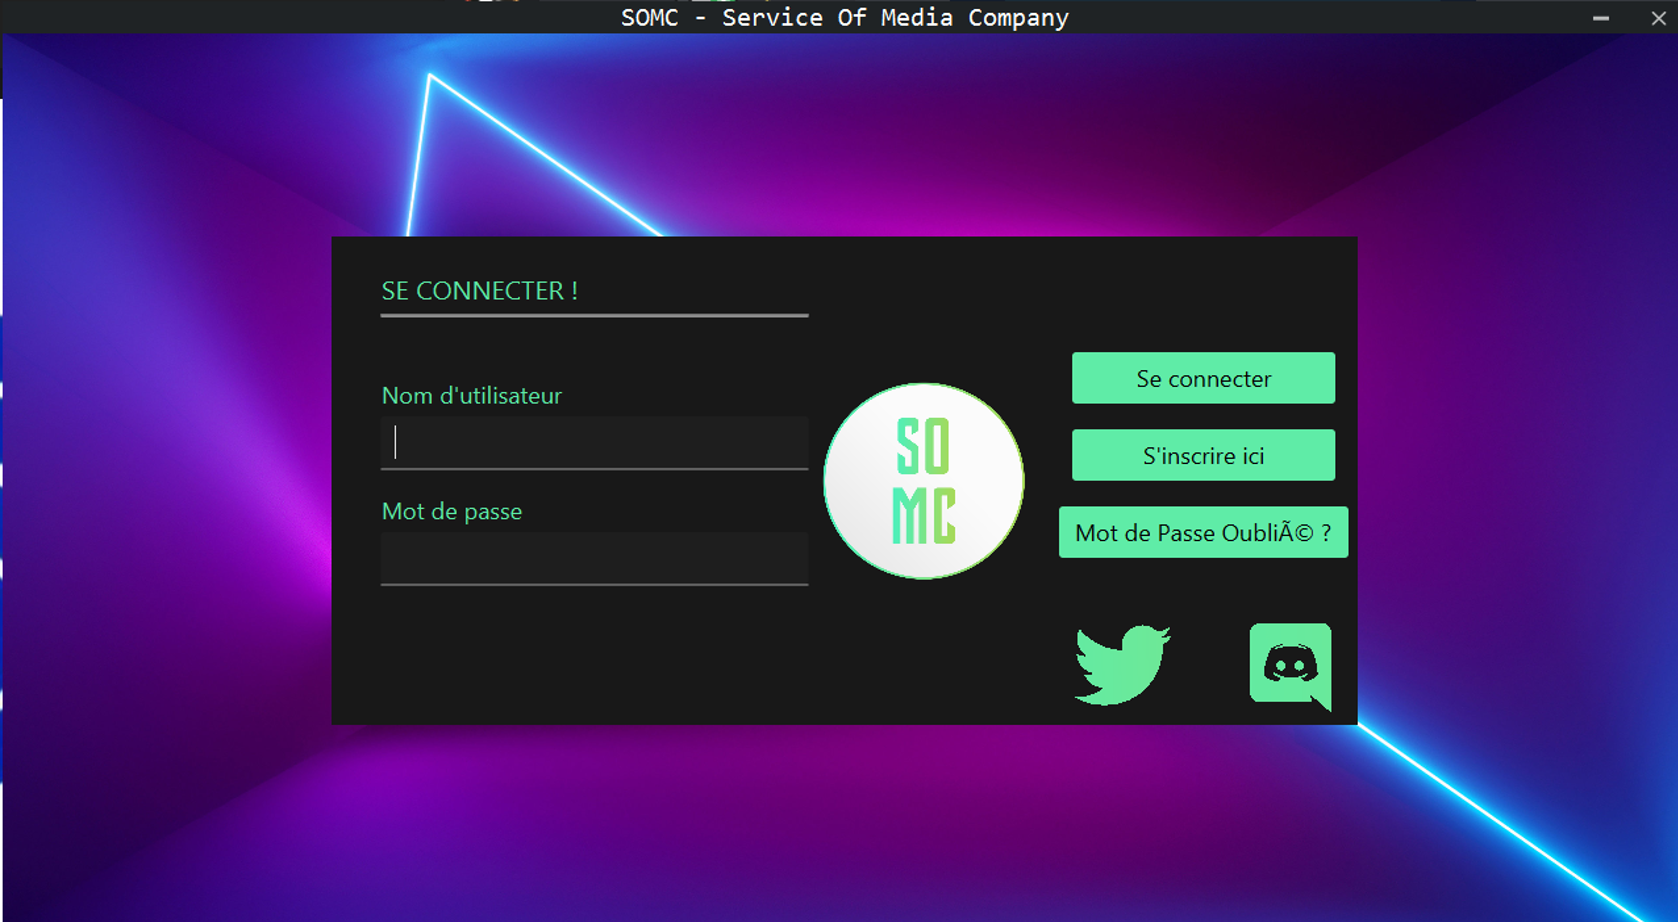 SOMC - Service Of Media Company
SE CONNECTER !
Nom d'utilisateur
Mot de passe
SO
MC
Se connecter
S'inscrire ici
Mot de Passe OubliÃ© ?